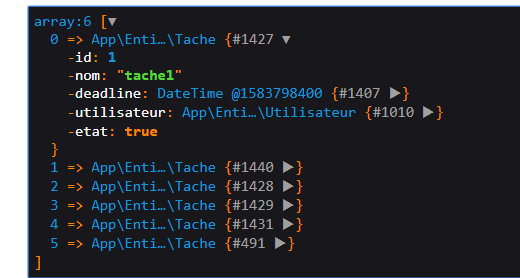 array:6 [▼
  0 => App\Enti…\Tache {#1427 ▼
    -id: 1
    -nom: "tache1"
    -deadline: DateTime @1583798400 {#1407 ▶}
    -utilisateur: App\Enti…\Utilisateur {#1010 ▶}
    -etat: true
  }
  1 => App\Enti…\Tache {#1440 ▶}
  2 => App\Enti…\Tache {#1428 ▶}
  3 => App\Enti…\Tache {#1429 ▶}
  4 => App\Enti…\Tache {#1431 ▶}
  5 => App\Enti…\Tache {#491 ▶}
]